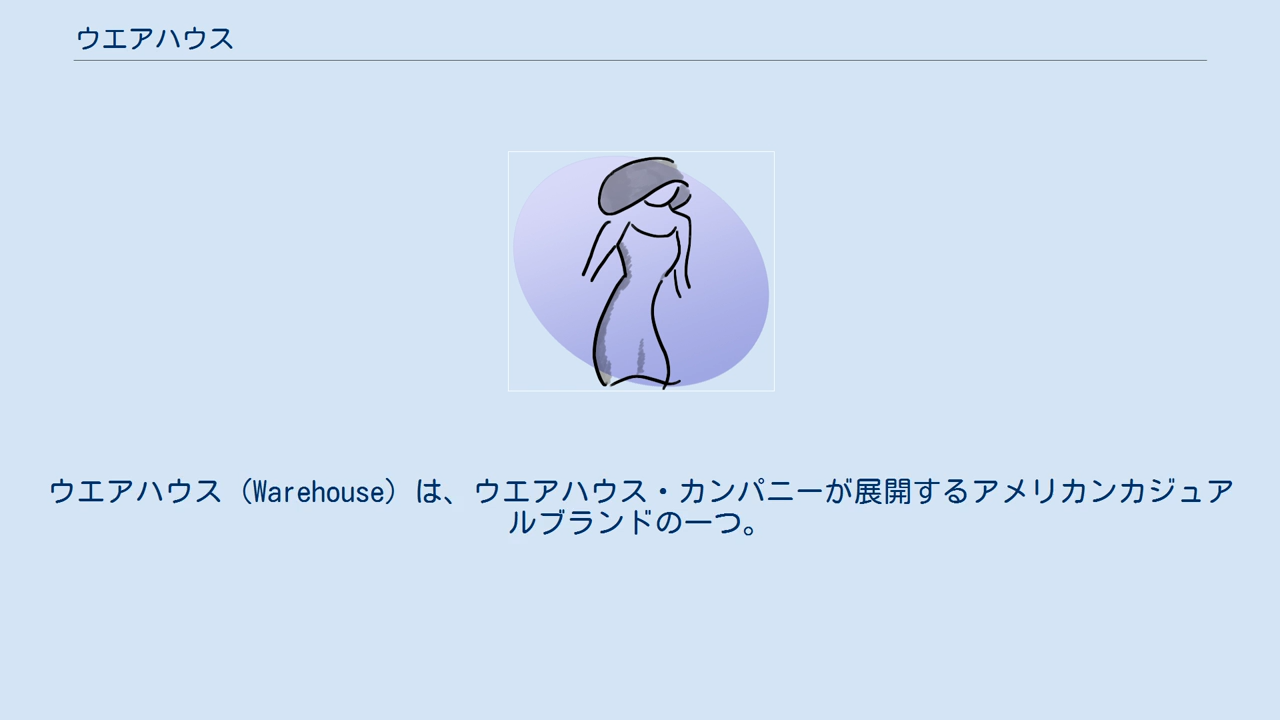 ウエアハウス
ウエアハウス（Warehouse）は、ウエアハウス・カンパニーが展開するアメリカンカジュア
ルブランドの一つ。